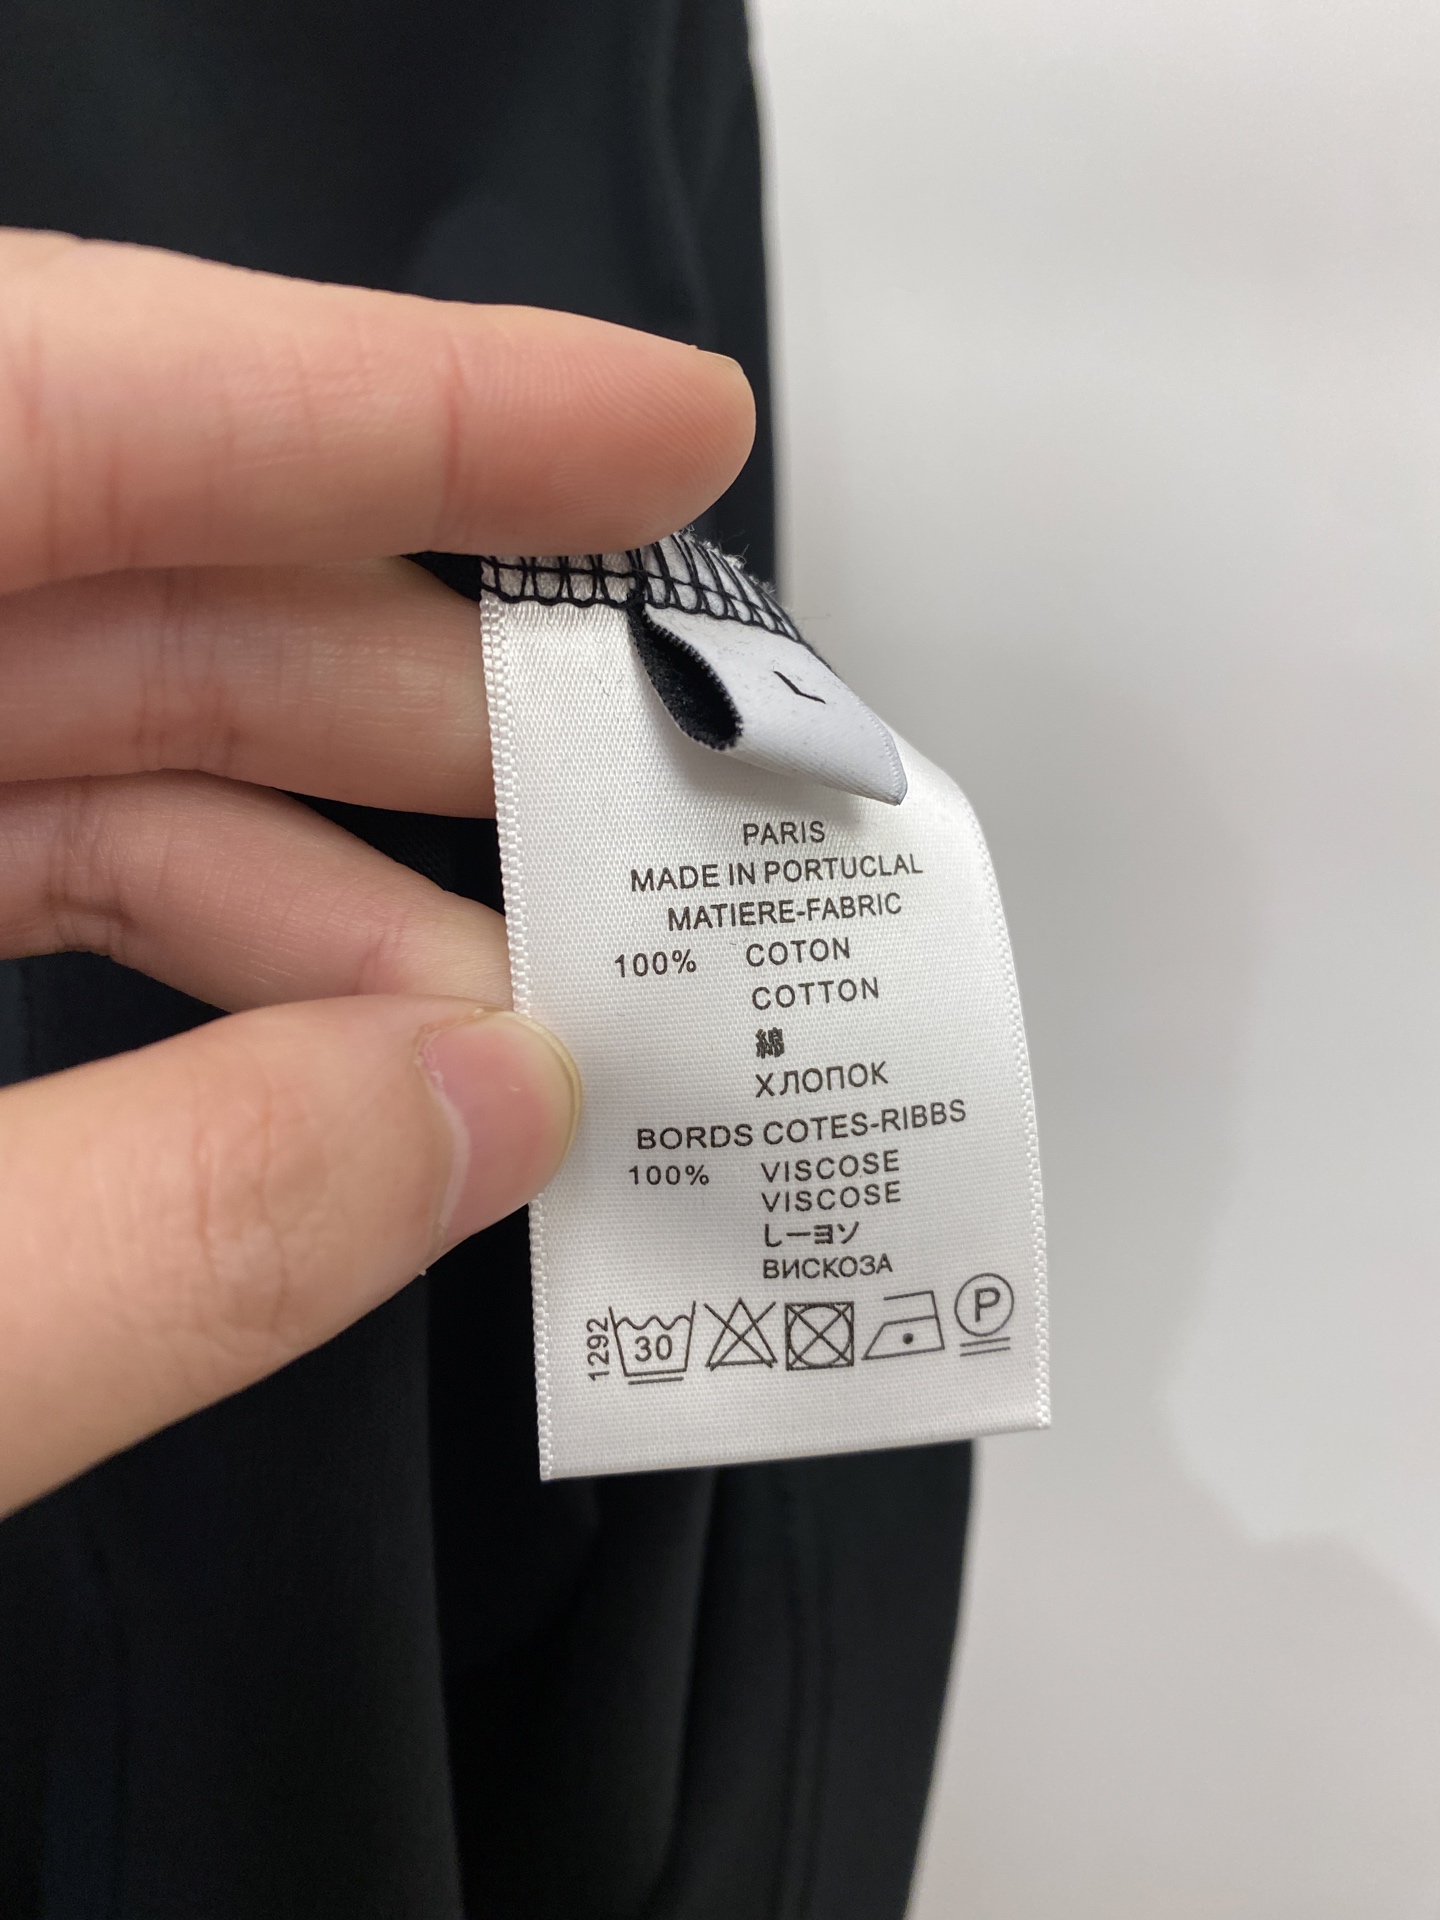 L
PARIS
MADE IN PORTUCLAL
MATIERE-FABRIC
100% COTON
COTTON
綿
ХЛОПОК
BORDS COTES-RIBBS
100% VISCOSE
VISCOSE
レーヨソ
ВИСКОЗА
1292 30 P